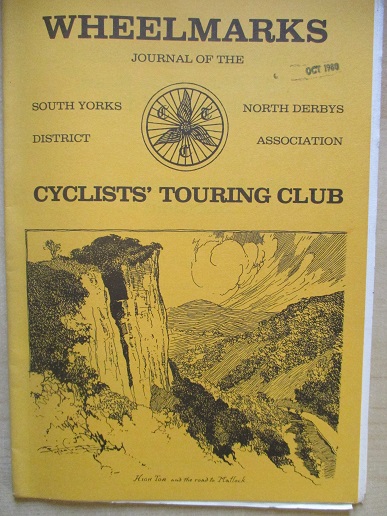 WHEELMARKS
JOURNAL OF THE
OCT 1980
SOUTH YORKS
NORTH DERBYS
C T C
DISTRICT
ASSOCIATION
CYCLISTS' TOURING CLUB
High Tor and the road to Matlock